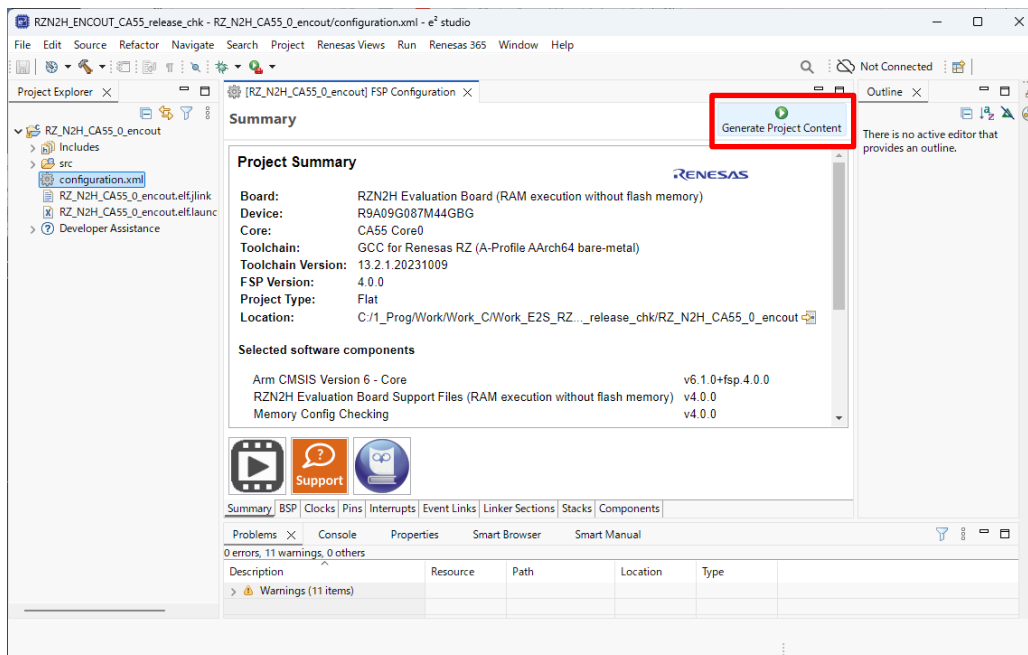 RZN2H_ENCOUT_CA55_release_chk - RZ_N2H_CA55_0_encout/configuration.xml - e² studio
File Edit Source Refactor Navigate Search Project Renesas Views Run Renesas 365 Window Help
Not Connected
Project Explorer
[RZ_N2H_CA55_0_encout] FSP Configuration
Outline
RZ_N2H_CA55_0_encout
Includes
src
configuration.xml
RZ_N2H_CA55_0_encout.elf.jlink
RZ_N2H_CA55_0_encout.elf.launc
Developer Assistance
Summary
Generate Project Content
There is no active editor that
provides an outline.
Project Summary
RENESAS
Board: RZN2H Evaluation Board (RAM execution without flash memory)
Device: R9A09G087M44GBG
Core: CA55 Core0
Toolchain: GCC for Renesas RZ (A-Profile AArch64 bare-metal)
Toolchain Version: 13.2.1.20231009
FSP Version: 4.0.0
Project Type: Flat
Location: C:/1_Prog/Work/Work_C/Work_E2S_RZ..._release_chk/RZ_N2H_CA55_0_encout
Selected software components
Arm CMSIS Version 6 - Core v6.1.0+fsp.4.0.0
RZN2H Evaluation Board Support Files (RAM execution without flash memory) v4.0.0
Memory Config Checking v4.0.0
Support
Summary BSP Clocks Pins Interrupts Event Links Linker Sections Stacks Components
Problems Console Properties Smart Browser Smart Manual
0 errors, 11 warnings, 0 others
Description Resource Path Location Type
Warnings (11 items)